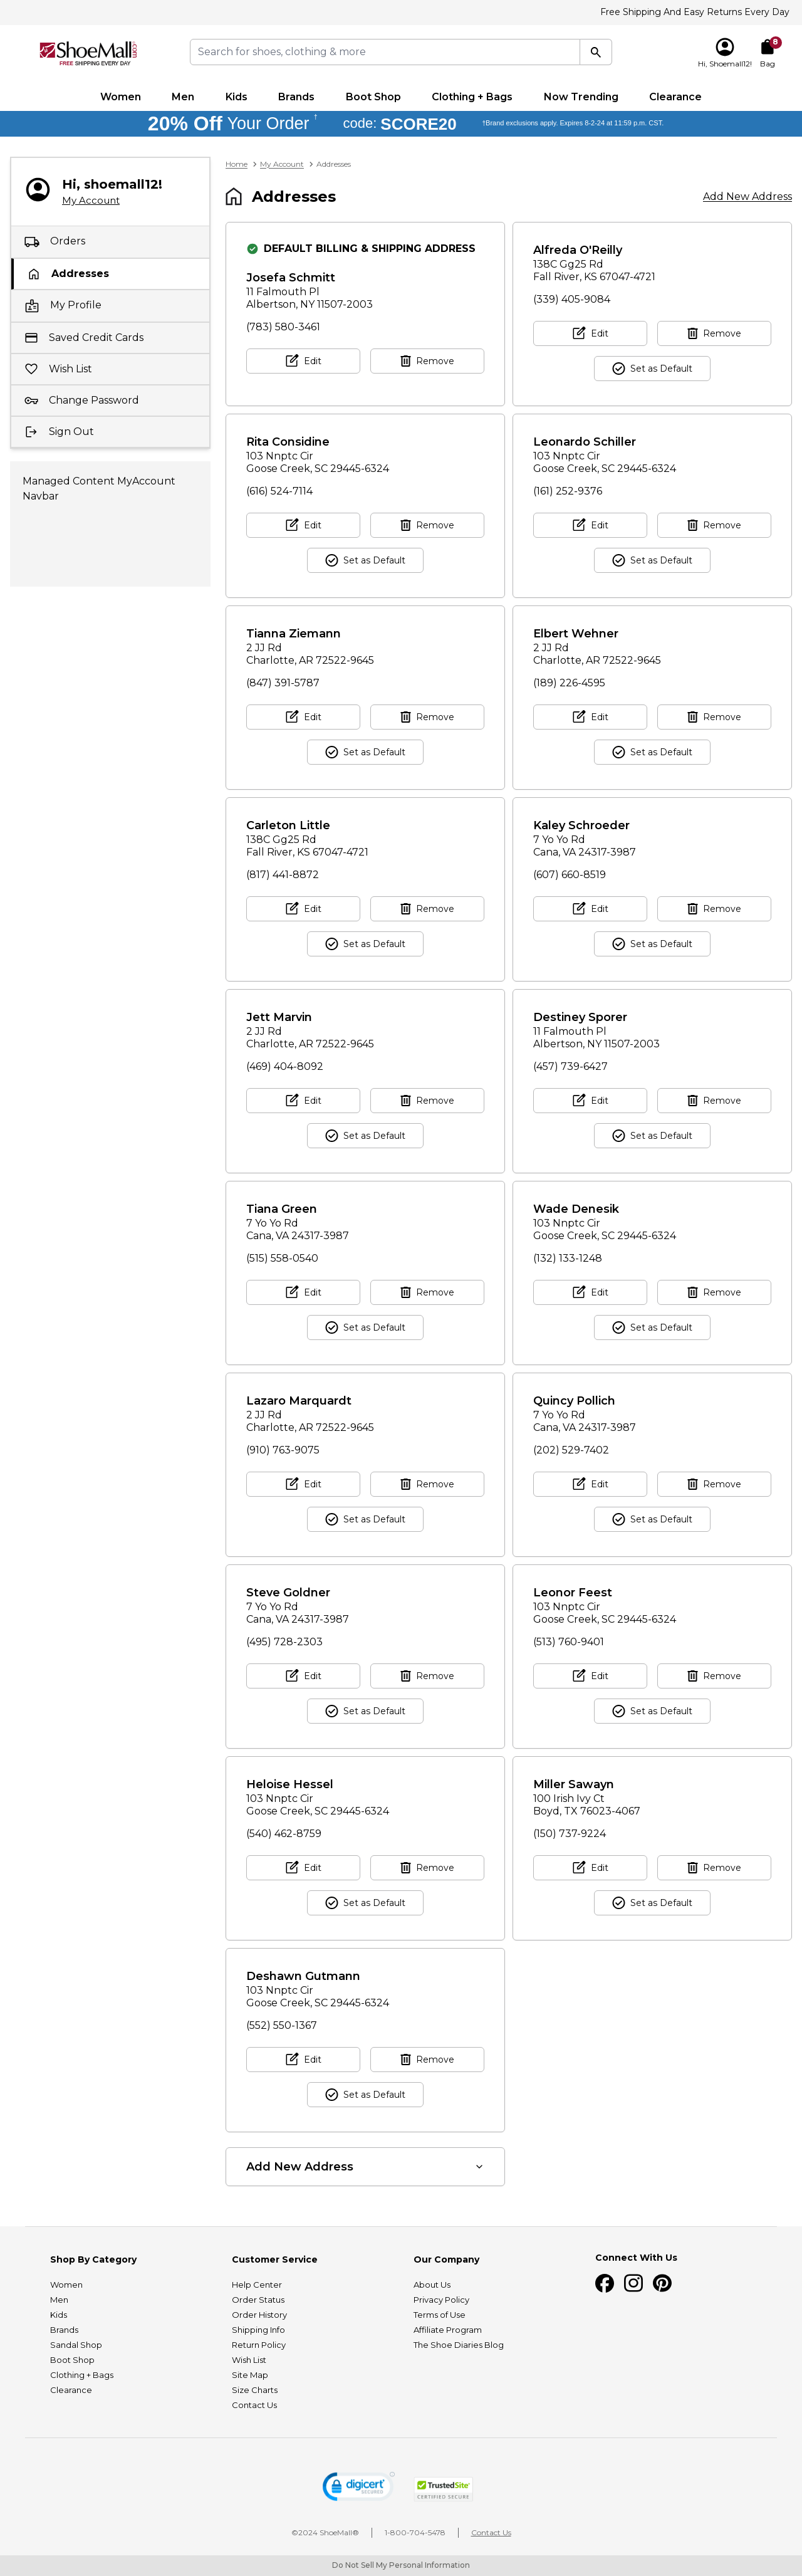 Free Shipping And Easy Returns Every Day
ShoeMall.com
FREE SHIPPING EVERY DAY
Search for shoes, clothing & more
Hi, Shoemall12!
8
Bag
Women Men Kids Brands Boot Shop Clothing + Bags Now Trending Clearance
20% Off Your Order † code: SCORE20 †Brand exclusions apply. Expires 8-2-24 at 11:59 p.m. CST.
Hi, shoemall12!
My Account
Orders
Addresses
My Profile
Saved Credit Cards
Wish List
Change Password
Sign Out
Managed Content MyAccount
Navbar
Home > My Account > Addresses
Addresses
Add New Address
DEFAULT BILLING & SHIPPING ADDRESS
Josefa Schmitt
11 Falmouth Pl
Albertson, NY 11507-2003
(783) 580-3461
Edit Remove
Alfreda O'Reilly
138C Gg25 Rd
Fall River, KS 67047-4721
(339) 405-9084
Edit Remove
Set as Default
Rita Considine
103 Nnptc Cir
Goose Creek, SC 29445-6324
(616) 524-7114
Edit Remove
Set as Default
Leonardo Schiller
103 Nnptc Cir
Goose Creek, SC 29445-6324
(161) 252-9376
Edit Remove
Set as Default
Tianna Ziemann
2 JJ Rd
Charlotte, AR 72522-9645
(847) 391-5787
Edit Remove
Set as Default
Elbert Wehner
2 JJ Rd
Charlotte, AR 72522-9645
(189) 226-4595
Edit Remove
Set as Default
Carleton Little
138C Gg25 Rd
Fall River, KS 67047-4721
(817) 441-8872
Edit Remove
Set as Default
Kaley Schroeder
7 Yo Yo Rd
Cana, VA 24317-3987
(607) 660-8519
Edit Remove
Set as Default
Jett Marvin
2 JJ Rd
Charlotte, AR 72522-9645
(469) 404-8092
Edit Remove
Set as Default
Destiney Sporer
11 Falmouth Pl
Albertson, NY 11507-2003
(457) 739-6427
Edit Remove
Set as Default
Tiana Green
7 Yo Yo Rd
Cana, VA 24317-3987
(515) 558-0540
Edit Remove
Set as Default
Wade Denesik
103 Nnptc Cir
Goose Creek, SC 29445-6324
(132) 133-1248
Edit Remove
Set as Default
Lazaro Marquardt
2 JJ Rd
Charlotte, AR 72522-9645
(910) 763-9075
Edit Remove
Set as Default
Quincy Pollich
7 Yo Yo Rd
Cana, VA 24317-3987
(202) 529-7402
Edit Remove
Set as Default
Steve Goldner
7 Yo Yo Rd
Cana, VA 24317-3987
(495) 728-2303
Edit Remove
Set as Default
Leonor Feest
103 Nnptc Cir
Goose Creek, SC 29445-6324
(513) 760-9401
Edit Remove
Set as Default
Heloise Hessel
103 Nnptc Cir
Goose Creek, SC 29445-6324
(540) 462-8759
Edit Remove
Set as Default
Miller Sawayn
100 Irish Ivy Ct
Boyd, TX 76023-4067
(150) 737-9224
Edit Remove
Set as Default
Deshawn Gutmann
103 Nnptc Cir
Goose Creek, SC 29445-6324
(552) 550-1367
Edit Remove
Set as Default
Add New Address
Shop By Category
Women
Men
Kids
Brands
Sandal Shop
Boot Shop
Clothing + Bags
Clearance
Customer Service
Help Center
Order Status
Order History
Shipping Info
Return Policy
Wish List
Site Map
Size Charts
Contact Us
Our Company
About Us
Privacy Policy
Terms of Use
Affiliate Program
The Shoe Diaries Blog
Connect With Us
digicert
SECURED
TrustedSite
CERTIFIED SECURE
©2024 ShoeMall® | 1-800-704-5478 | Contact Us
Do Not Sell My Personal Information